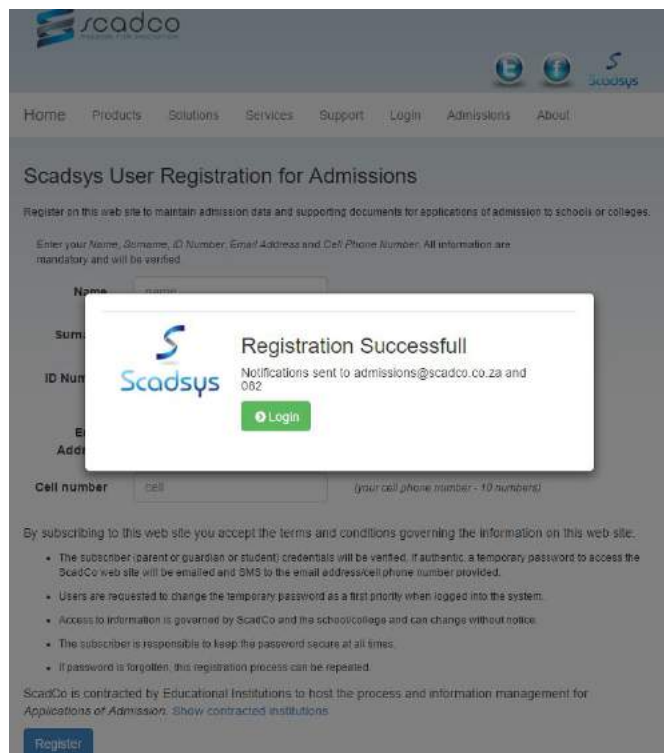 scadco
Scadsys
Home Products Solutions Services Support Login Admissions About
Scadsys User Registration for Admissions
Register on this web site to maintain admission data and supporting documents for applications of admission to schools or colleges.
Enter your Name, Surname, ID Number, Email Address and Cell Phone Number. All information are
mandatory and will be verified
Name name
Surn
Registration Successfull
Scadsys
Notifications sent to admissions@scadco.co.za and
082
ID Num
Login
E
Addr
Cell number cell (your cell phone number - 10 numbers)
By subscribing to this web site you accept the terms and conditions governing the information on this web site:
• The subscriber (parent or guardian or student) credentials will be verified. If authentic, a temporary password to access the
ScadCo web site will be emailed and SMS to the email address/cell phone number provided.
• Users are requested to change the temporary password as a first priority when logged into the system.
• Access to information is governed by ScadCo and the school/college and can change without notice.
• The subscriber is responsible to keep the password secure at all times.
• If password is forgotten, this registration process can be repeated.
ScadCo is contracted by Educational Institutions to host the process and information management for
Applications of Admission. Show contracted institutions
Register